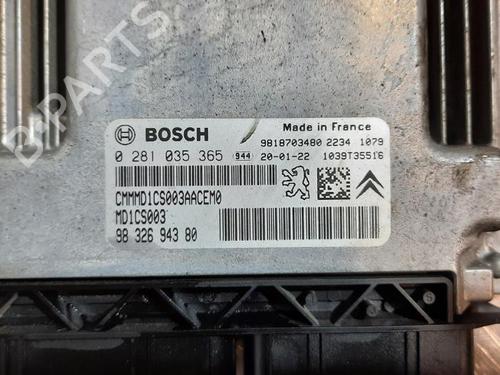 B-PARTS
BOSCH
Made in France
9818703480 2234 1079
0 281 035 365 944 20-01-22 1039T35516
CMMMD1CS003AACEM0
MD1CS003
98 326 943 80